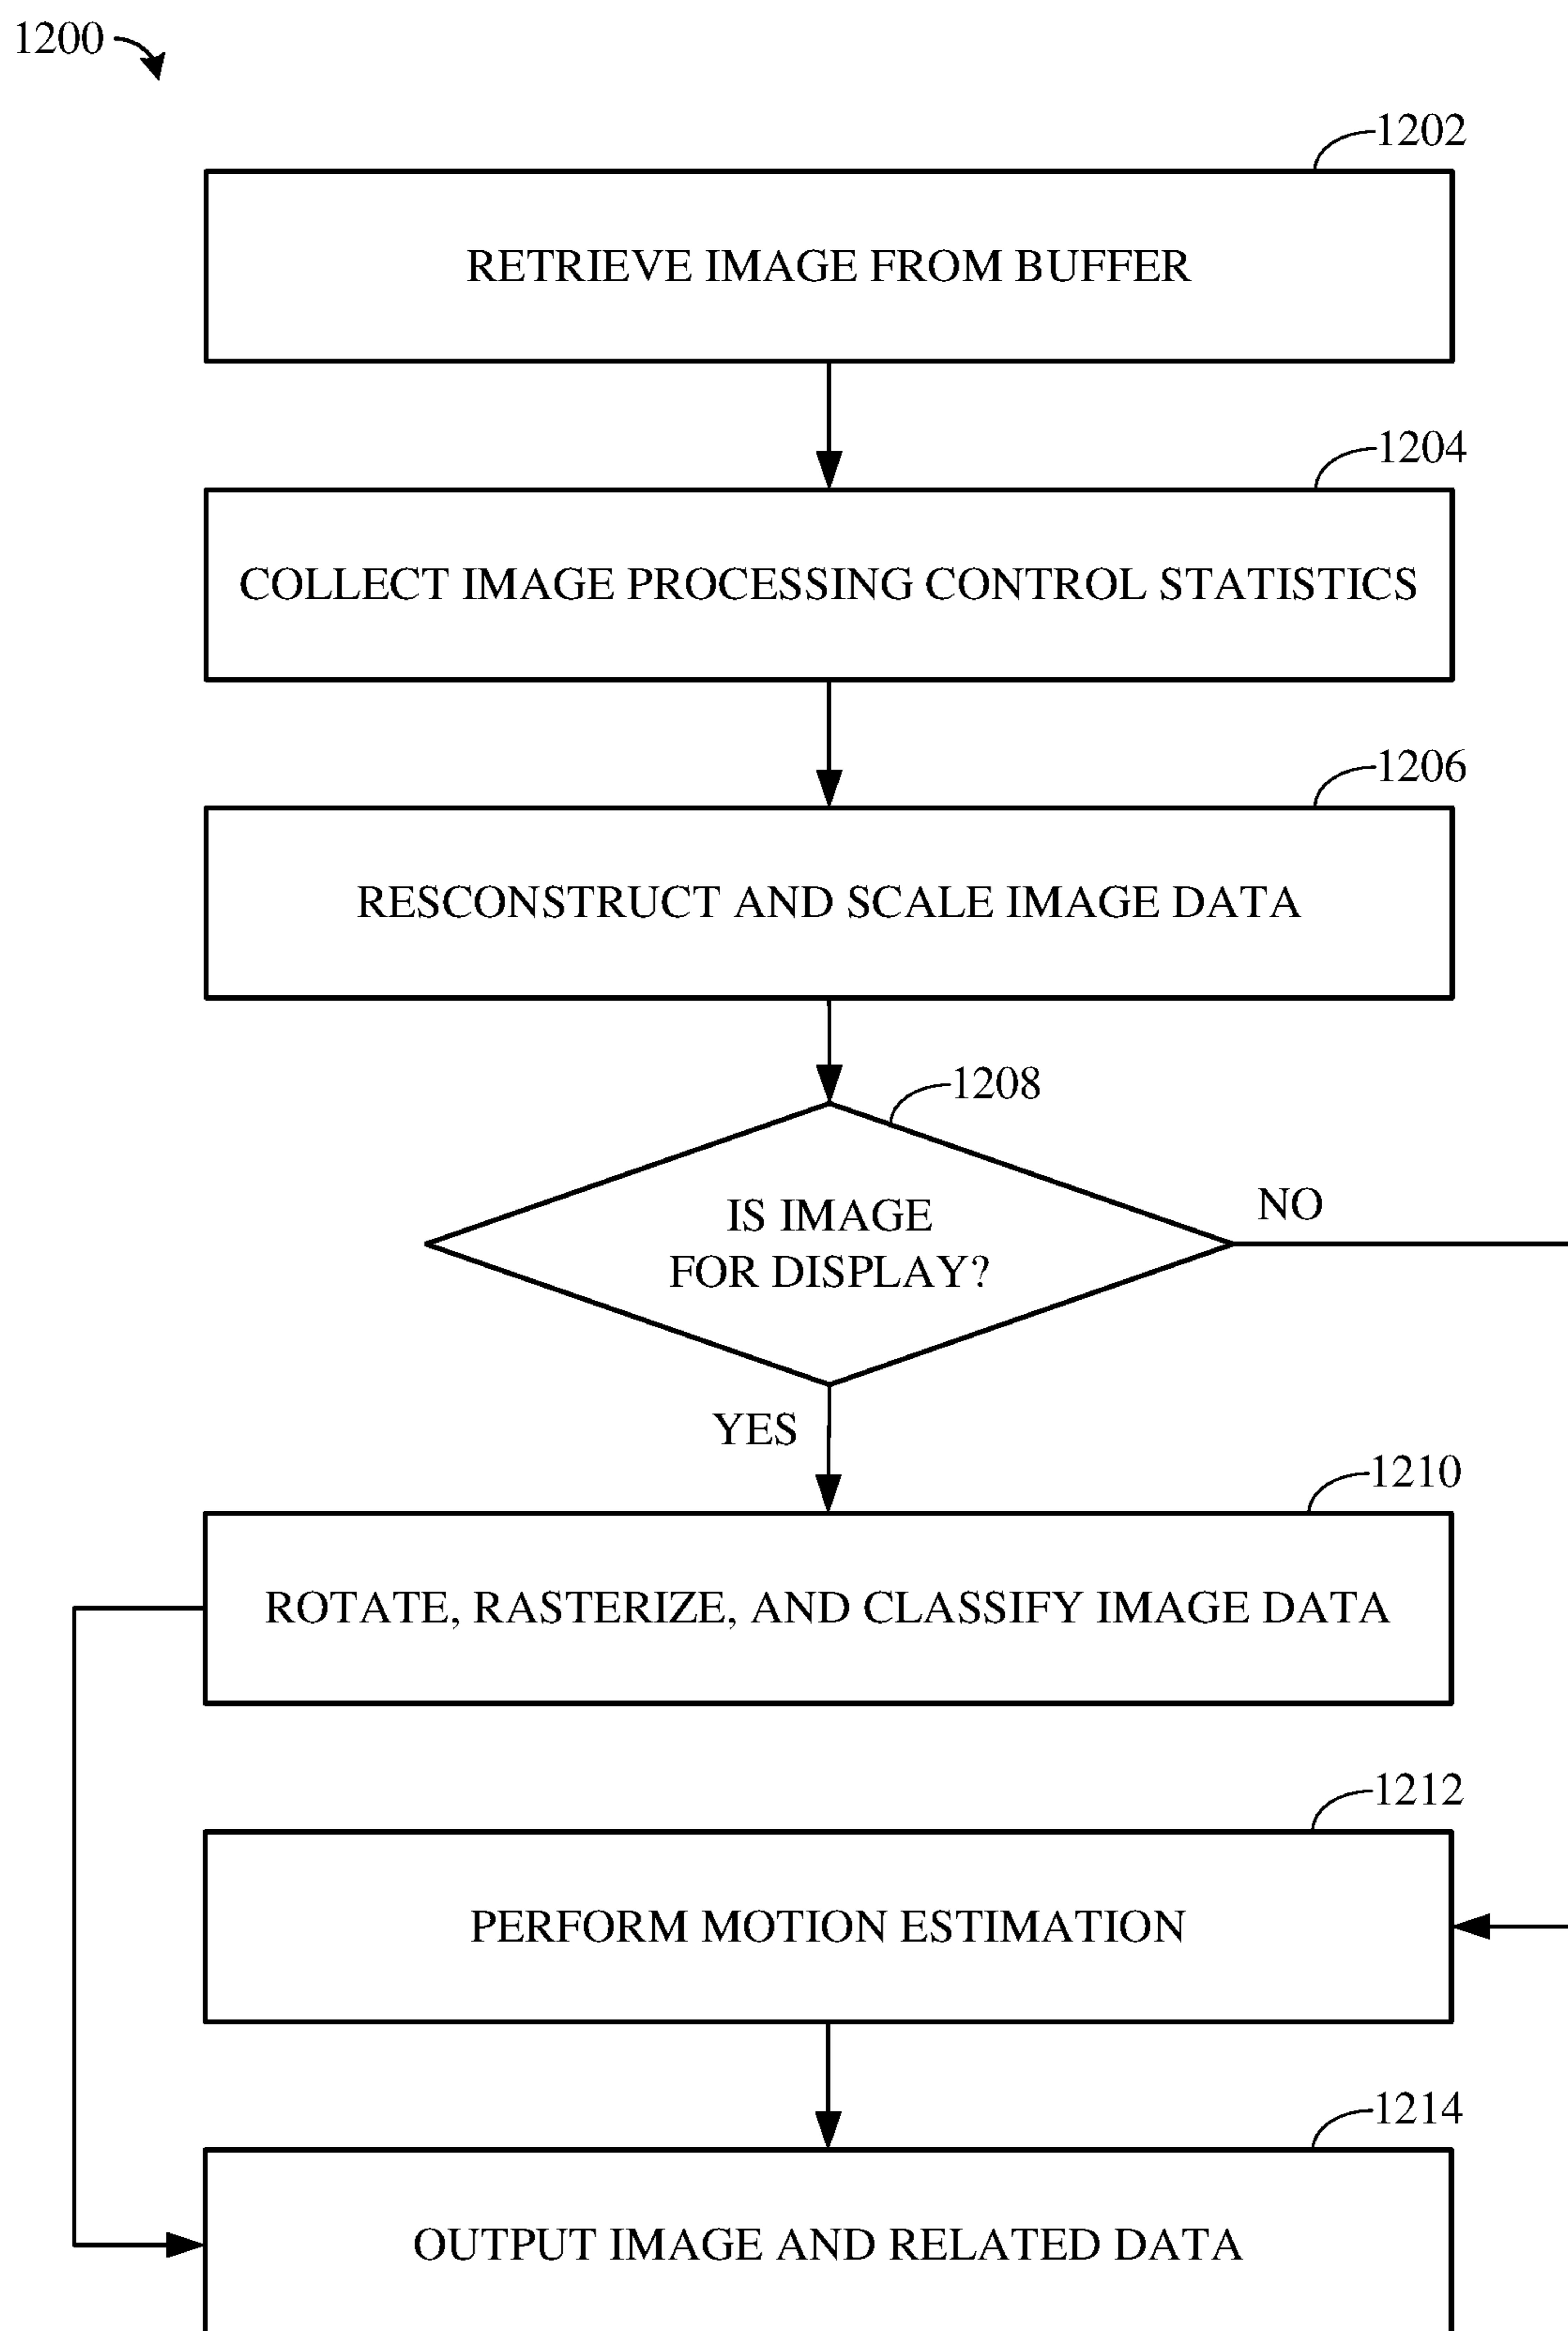 1200
1202
RETRIEVE IMAGE FROM BUFFER
1204
COLLECT IMAGE PROCESSING CONTROL STATISTICS
1206
RESCONSTRUCT AND SCALE IMAGE DATA
1208
IS IMAGE
FOR DISPLAY?
NO
YES
1210
ROTATE, RASTERIZE, AND CLASSIFY IMAGE DATA
1212
PERFORM MOTION ESTIMATION
1214
OUTPUT IMAGE AND RELATED DATA